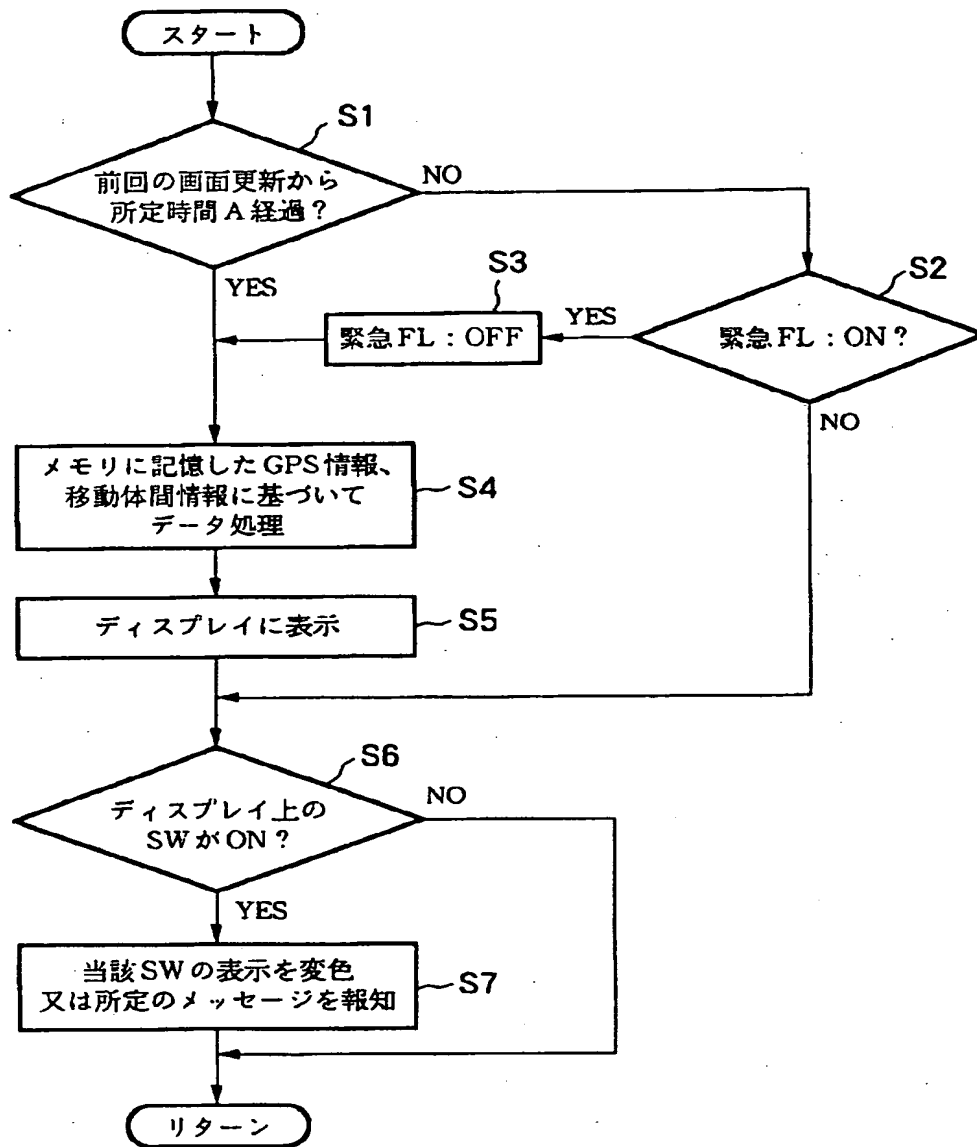 スタート
S1
前回の画面更新から
所定時間A経過？
NO
YES
S3
緊急FL：OFF
YES
S2
緊急FL：ON？
NO
メモリに記憶したGPS情報、
移動体間情報に基づいて
データ処理
S4
ディスプレイに表示
S5
S6
ディスプレイ上の
SWがON？
NO
YES
当該SWの表示を変色
又は所定のメッセージを報知
S7
リターン